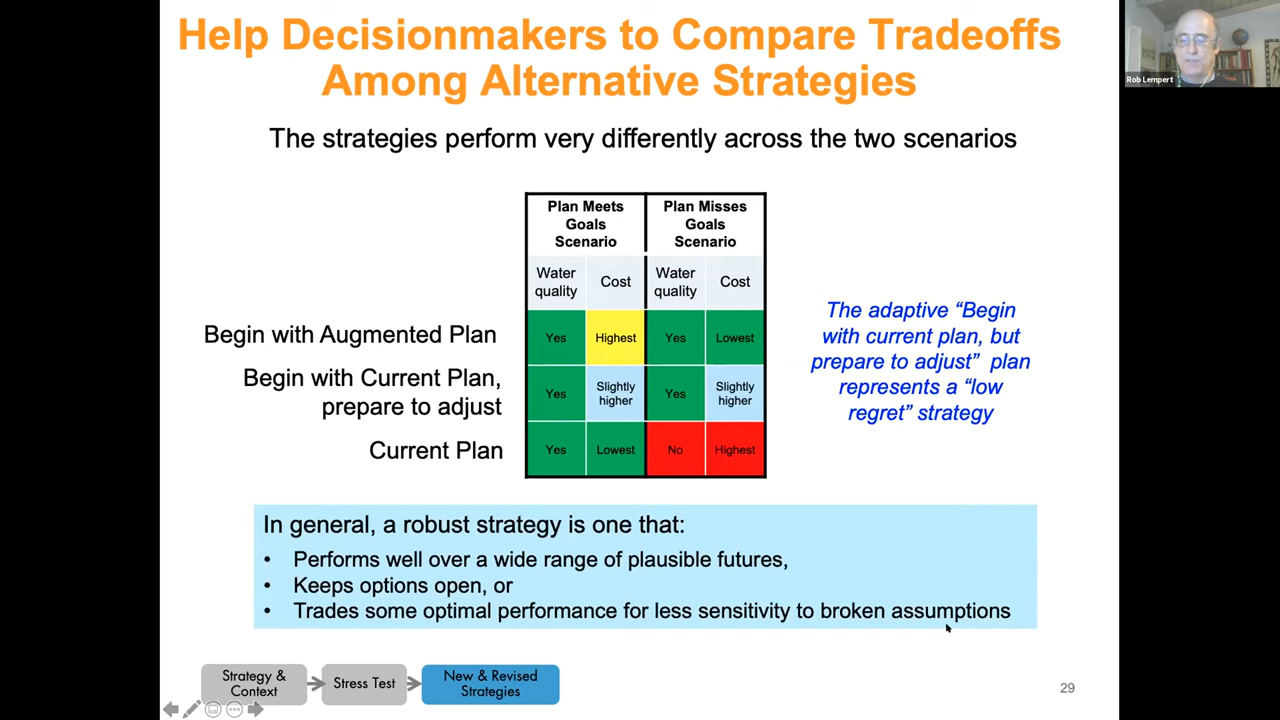 Help Decisionmakers to Compare Tradeoffs
Among Alternative Strategies
Rob Lempert
The strategies perform very differently across the two scenarios
Plan Meets
Goals
Scenario
Plan Misses
Goals
Scenario
Water
quality
Cost
Water
quality
Cost
Begin with Augmented Plan
Yes
Highest
Yes
Lowest
Begin with Current Plan,
prepare to adjust
Yes
Slightly
higher
Yes
Slightly
higher
Current Plan
Yes
Lowest
No
Highest
The adaptive “Begin
with current plan, but
prepare to adjust” plan
represents a “low
regret” strategy
In general, a robust strategy is one that:
• Performs well over a wide range of plausible futures,
• Keeps options open, or
• Trades some optimal performance for less sensitivity to broken assumptions
Strategy &
Context
Stress Test
New & Revised
Strategies
29